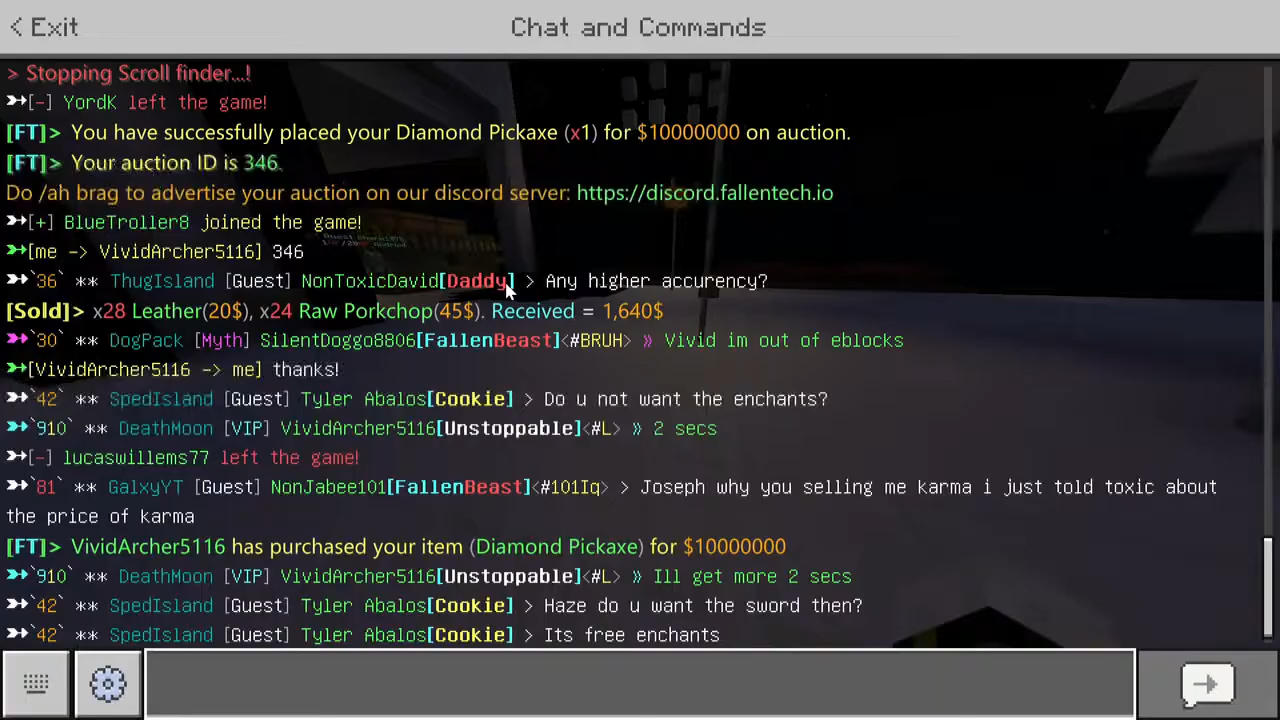 < Exit
Chat and Commands
> Stopping Scroll finder...!
➳[-] YordK left the game!
[FT]> You have successfully placed your Diamond Pickaxe (x1) for $10000000 on auction.
[FT]> Your auction ID is 346.
Do /ah brag to advertise your auction on our discord server: https://discord.fallentech.io
➳[+] BlueTroller8 joined the game!
➳[me -> VividArcher5116] 346
➳`36` ** ThugIsland [Guest] NonToxicDavid[Daddy] > Any higher accurency?
[Sold]> x28 Leather(20$), x24 Raw Porkchop(45$). Received = 1,640$
➳`30` ** DogPack [Myth] SilentDoggo8806[FallenBeast]<#BRUH> » Vivid im out of eblocks
➳[VividArcher5116 -> me] thanks!
➳`42` ** SpedIsland [Guest] Tyler Abalos[Cookie] > Do u not want the enchants?
➳`910` ** DeathMoon [VIP] VividArcher5116[Unstoppable]<#L> » 2 secs
➳[-] lucaswillems77 left the game!
➳`81` ** GalxyYT [Guest] NonJabee101[FallenBeast]<#101Iq> > Joseph why you selling me karma i just told toxic about
the price of karma
[FT]> VividArcher5116 has purchased your item (Diamond Pickaxe) for $10000000
➳`910` ** DeathMoon [VIP] VividArcher5116[Unstoppable]<#L> » Ill get more 2 secs
➳`42` ** SpedIsland [Guest] Tyler Abalos[Cookie] > Haze do u want the sword then?
➳`42` ** SpedIsland [Guest] Tyler Abalos[Cookie] > Its free enchants